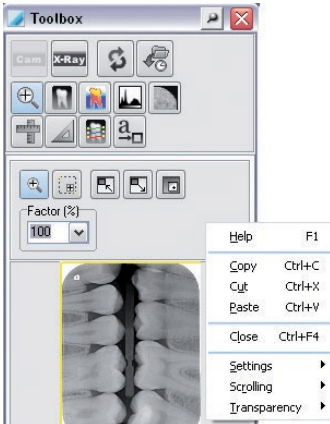 Toolbox
Cam X-Ray
a
Factor (%)
100
a
Help F1
Copy Ctrl+C
Cut Ctrl+X
Paste Ctrl+V
Close Ctrl+F4
Settings
Scrolling
Transparency